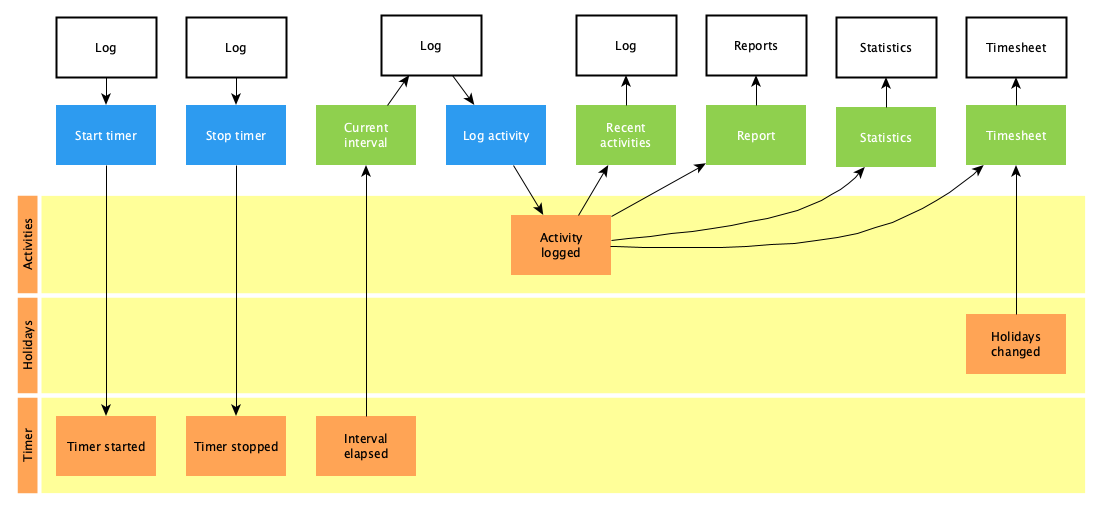 Log
Log
Log
Log
Reports
Statistics
Timesheet
Start timer
Stop timer
Current
interval
Log activity
Recent
activities
Report
Statistics
Timesheet
Activities
Activity
logged
Holidays
Holidays
changed
Timer
Timer started
Timer stopped
Interval
elapsed